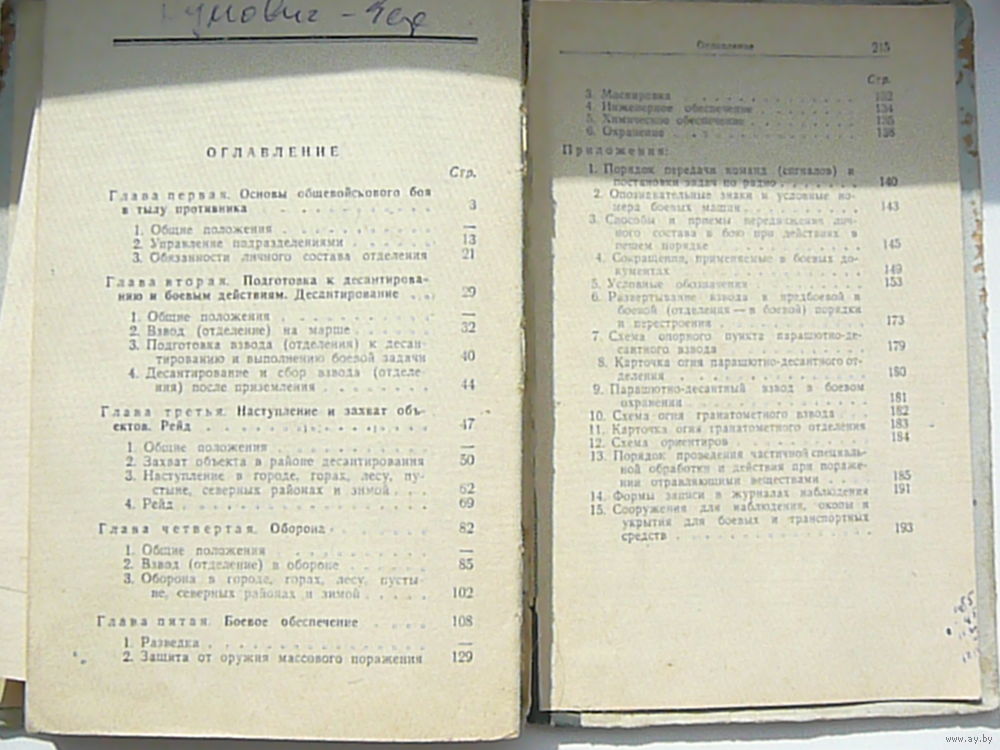 ОГЛАВЛЕНИЕ
Стр.
Глава первая. Основы общевойскового боя
в тылу противника . . . . . . . . . . 3
1. Общие положения . . . . . . . . . . —
2. Управление подразделениями . . . . . . 13
3. Обязанности личного состава отделения 21
Глава вторая. Подготовка к десантирова-
нию и боевым действиям. Десантирование . . . 29
1. Общие положения . . . . . . . . . . —
2. Взвод (отделение) на марше . . . . . . 32
3. Подготовка взвода (отделения) к десан-
тированию и выполнению боевой задачи 40
4. Десантирование и сбор взвода (отделе-
ния) после приземления . . . . . . . . 44
Глава третья. Наступление и захват объ-
ектов. Рейд . . . . . . . . . . . . 47
1. Общие положения . . . . . . . . . . —
2. Захват объекта в районе десантирования 50
3. Наступление в городе, горах, лесу, пу-
стыне, северных районах и зимой . . . 62
4. Рейд . . . . . . . . . . . . . . 69
Глава четвертая. Оборона . . . . . . . 82
1. Общие положения . . . . . . . . . . —
2. Взвод (отделение) в обороне . . . . . . 85
3. Оборона в городе, горах, лесу, пусты-
не, северных районах и зимой . . . . . 102
Глава пятая. Боевое обеспечение . . . . 108
1. Разведка . . . . . . . . . . . . . —
2. Защита от оружия массового поражения 129
Оглавление 215
Стр.
3. Маскировка . . . . . . . . . . . . 132
4. Инженерное обеспечение . . . . . . . 134
5. Химическое обеспечение . . . . . . . 135
6. Охранение . . . . . . . . . . . . 138
Приложения:
1. Порядок передачи команд (сигналов) и
постановки задач по радио . . . . . . 140
2. Опознавательные знаки и условные но-
мера боевых машин . . . . . . . . . 143
3. Способы и приемы передвижения лич-
ного состава в бою при действиях в
пешем порядке . . . . . . . . . . . 145
4. Сокращения, применяемые в боевых до-
кументах . . . . . . . . . . . . . 149
5. Условные обозначения . . . . . . . . 153
6. Развертывание взвода в предбоевой и
боевой (отделения — в боевой) порядки
и перестроения . . . . . . . . . . . 173
7. Схема опорного пункта парашютно-де-
сантного взвода . . . . . . . . . . 179
8. Карточка огня парашютно-десантного от-
деления . . . . . . . . . . . . . 180
9. Парашютно-десантный взвод в боевом
охранении . . . . . . . . . . . . 181
10. Схема огня гранатометного взвода . . . 182
11. Карточка огня гранатометного отделения 183
12. Схема ориентиров . . . . . . . . . 184
13. Порядок проведения частичной специаль-
ной обработки и действия при пораже-
нии отравляющими веществами . . . . 185
14. Формы записи в журналах наблюдения 191
15. Сооружения для наблюдения, окопы и
укрытия для боевых и транспортных
средств . . . . . . . . . . . . . 193
www.ay.by